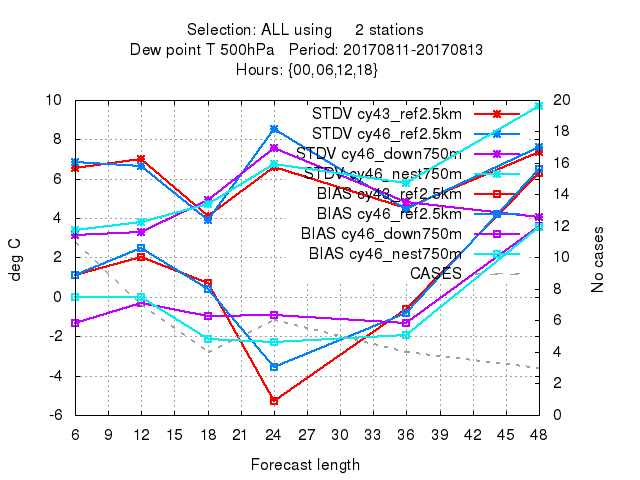 Selection: ALL using 2 stations
Dew point T 500hPa Period: 20170811-20170813
Hours: {00,06,12,18}
STDV cy43_ref2.5km
STDV cy46_ref2.5km
STDV cy46_down750m
STDV cy46_nest750m
BIAS cy43_ref2.5km
BIAS cy46_ref2.5km
BIAS cy46_down750m
BIAS cy46_nest750m
CASES
deg C
10
8
6
4
2
0
-2
-4
-6
No cases
20
18
16
14
12
10
8
6
4
2
0
6 9 12 15 18 21 24 27 30 33 36 39 42 45 48
Forecast length